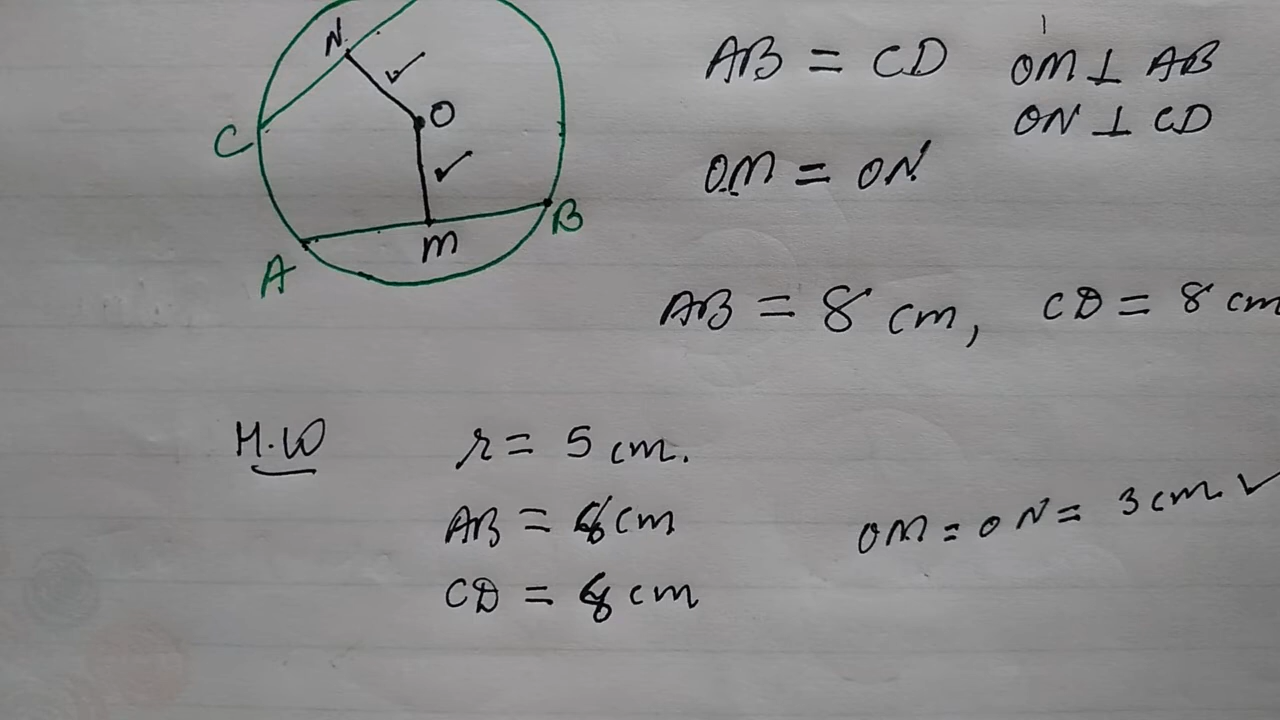 N
O
C
M
B
A
AB = CD OM ⊥ AB
ON ⊥ CD
OM = ON
AB = 8 cm, CD = 8 cm
H.W r = 5 cm.
AB = 8 cm
CD = 8 cm
OM = ON = 3 cm. ✓